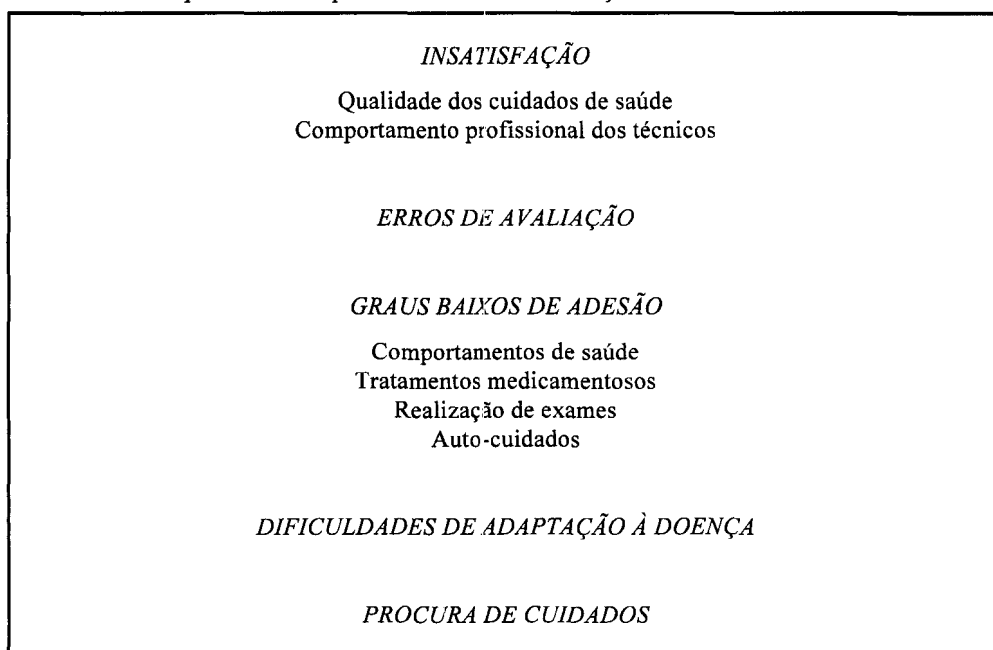 INSATISFAÇÃO
Qualidade dos cuidados de saúde
Comportamento profissional dos técnicos
ERROS DE AVALIAÇÃO
GRAUS BAIXOS DE ADESÃO
Comportamentos de saúde
Tratamentos medicamentosos
Realização de exames
Auto-cuidados
DIFICULDADES DE ADAPTAÇÃO À DOENÇA
PROCURA DE CUIDADOS